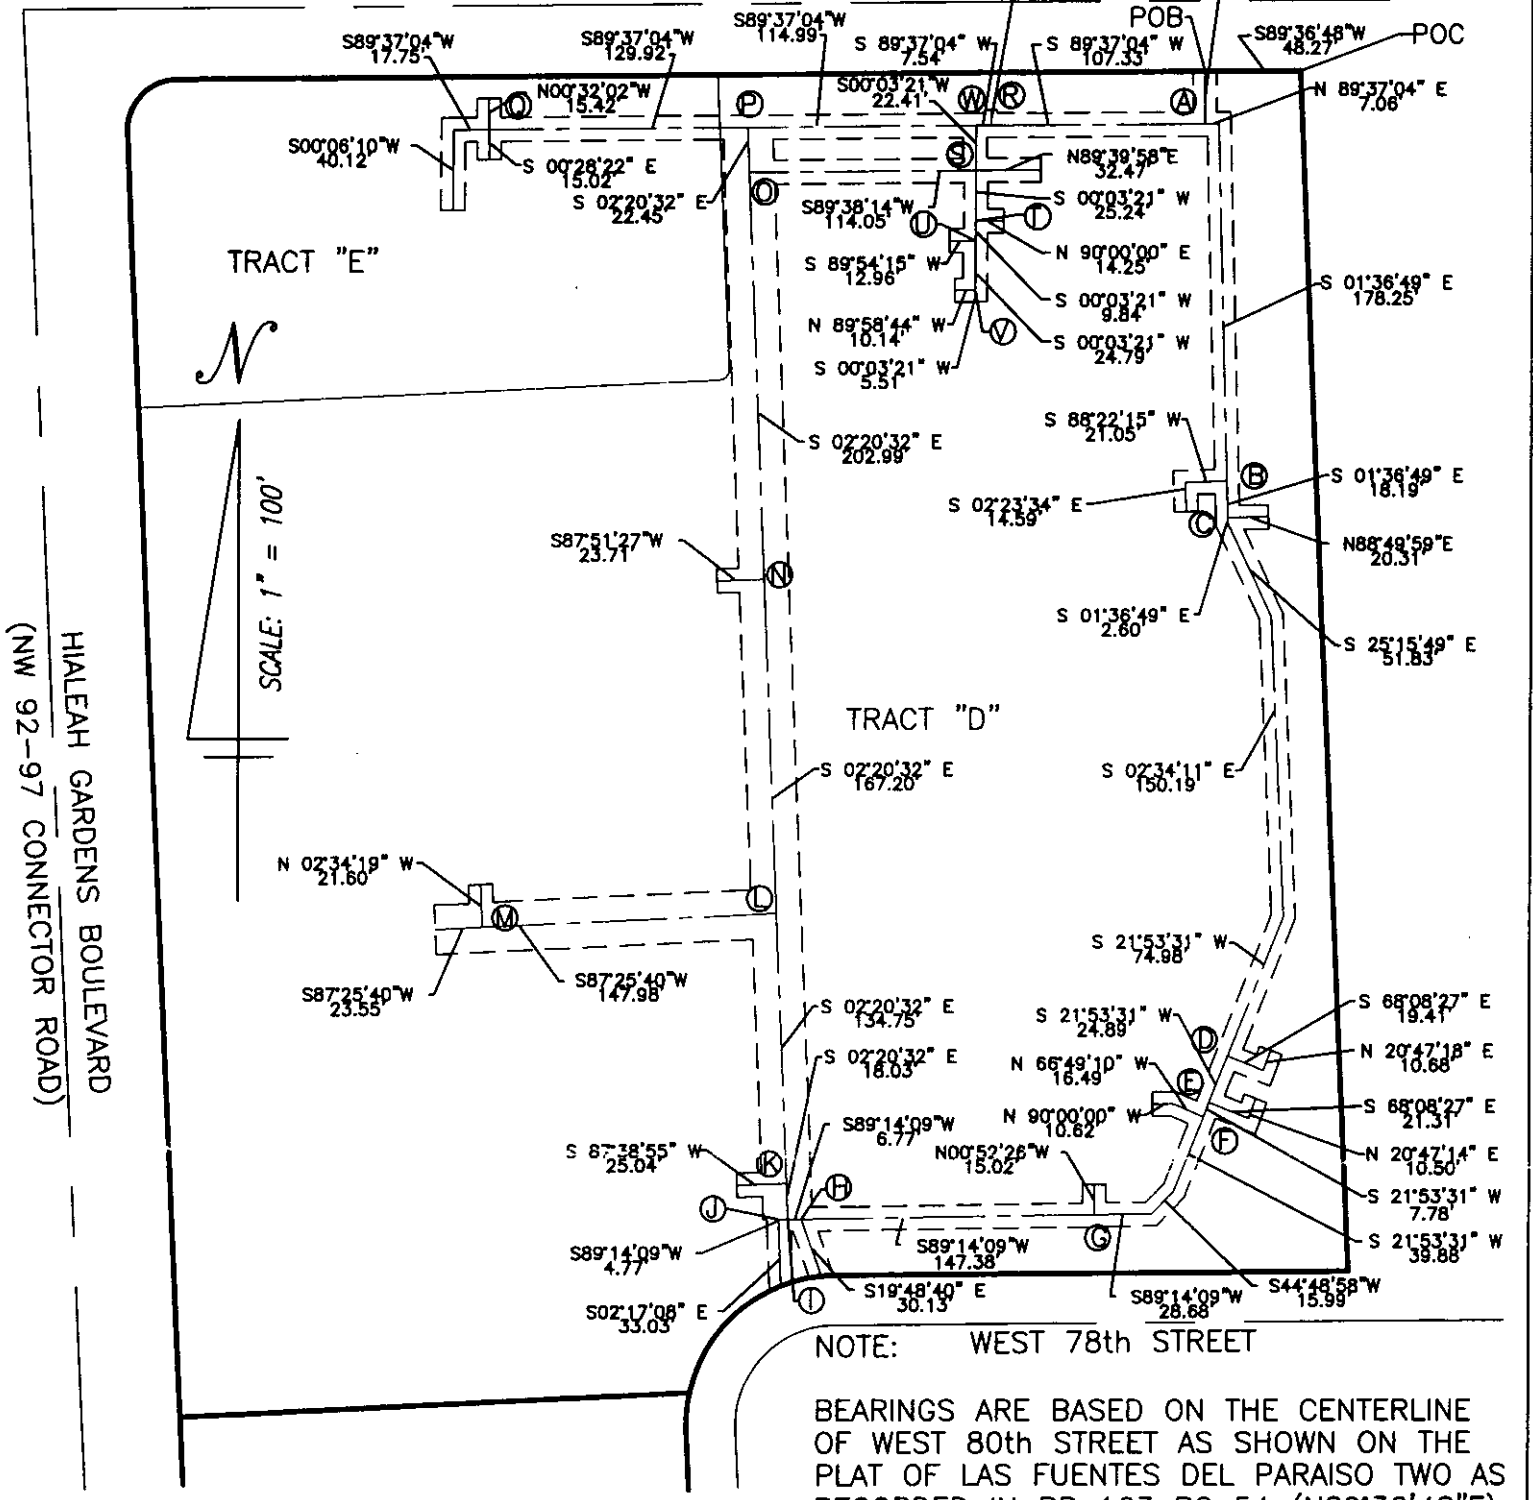 POB
S89°36'48"W
48.27'
POC
S89°37'04"W
17.75'
S89°37'04"W
129.92'
S89°37'04"W
114.99'
S 89°37'04" W
7.54'
S 89°37'04" W
107.33'
N 89°37'04" E
7.06'
N00°32'02"W
15.42'
S00°03'21"W
22.41'
Q
P
W
R
A
S00°06'10"W
40.12'
S 00°28'22" E
15.02'
S 02°20'32" E
22.45'
O
S
N89°39'58"E
32.47'
S89°38'14"W
114.05'
S 00°03'21" W
25.24'
U
T
N 90°00'00" E
14.25'
TRACT "E"
S 89°54'15" W
12.96'
S 00°03'21" W
9.84'
S 01°36'49" E
178.25'
N
N 89°58'44" W
10.14'
V
S 00°03'21" W
24.79'
S 00°03'21" W
5.51'
S 88°22'15" W
21.05'
S 02°20'32" E
202.99'
B
S 01°36'49" E
18.19'
S 02°23'34" E
14.59'
C
SCALE: 1" = 100'
S87°51'27"W
23.71'
N
N88°49'59"E
20.31'
S 01°36'49" E
2.60'
S 25°15'49" E
51.83'
HIALEAH GARDENS BOULEVARD
(NW 92-97 CONNECTOR ROAD)
TRACT "D"
S 02°20'32" E
167.20'
S 02°34'11" E
150.19'
N 02°34'19" W
21.60'
L
M
S87°25'40"W
23.55'
S87°25'40"W
147.98'
S 21°53'31" W
74.98'
S 02°20'32" E
134.75'
S 21°53'31" W
24.89'
D
S 68°08'27" E
19.41'
S 02°20'32" E
18.03'
N 66°49'10" W
16.49'
E
N 20°47'18" E
10.68'
S89°14'09"W
6.77'
N 90°00'00" W
10.62'
S 68°08'27" E
21.31'
S 87°38'55" W
25.04'
K
N00°52'26"W
15.02'
F
N 20°47'14" E
10.50'
H
J
S 21°53'31" W
7.78'
G
S89°14'09"W
4.77'
S89°14'09"W
147.38'
S 21°53'31" W
39.88'
S02°17'08" E
33.03'
I
S19°48'40" E
30.13'
S89°14'09"W
28.68'
S44°48'58"W
15.99'
NOTE: WEST 78th STREET
BEARINGS ARE BASED ON THE CENTERLINE
OF WEST 80th STREET AS SHOWN ON THE
PLAT OF LAS FUENTES DEL PARAISO TWO AS